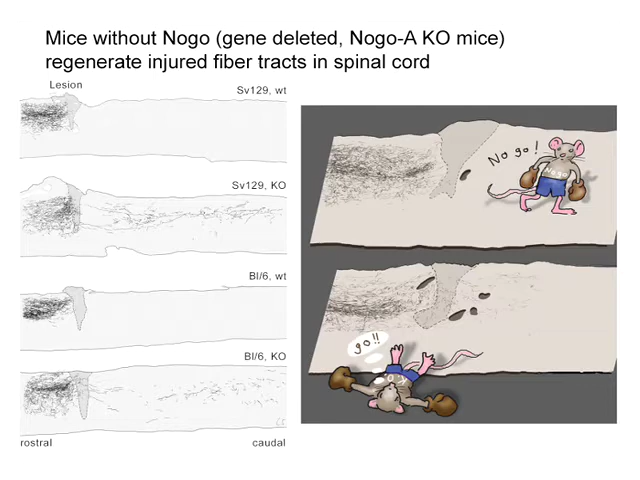 Mice without Nogo (gene deleted, Nogo-A KO mice)
regenerate injured fiber tracts in spinal cord
Lesion
Sv129, wt
Sv129, KO
Bl/6, wt
Bl/6, KO
rostral
caudal
No go!
go!!